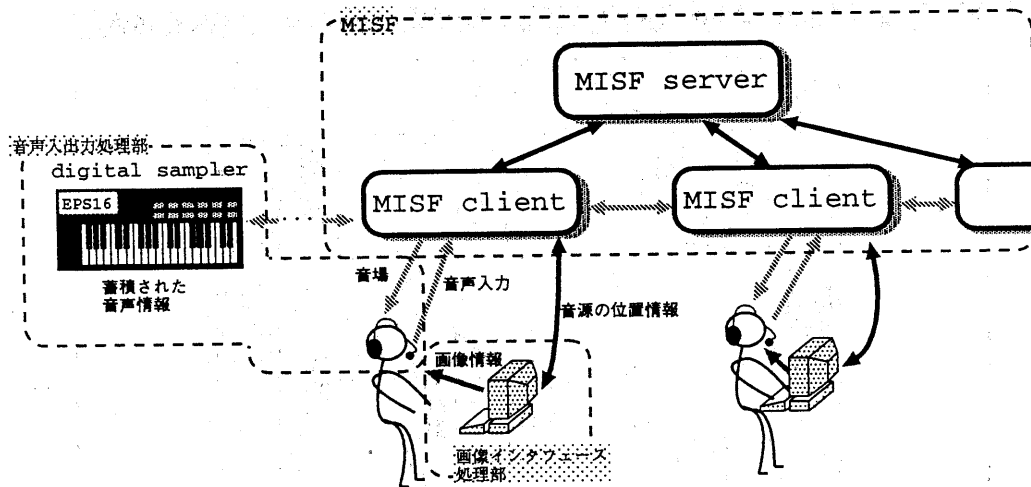 MISF
MISF server
音声入出力処理部
digital sampler
EPS16
MISF client
MISF client
蓄積された
音声情報
音場
音声入力
音源の位置情報
画像情報
画像インタフェース
処理部